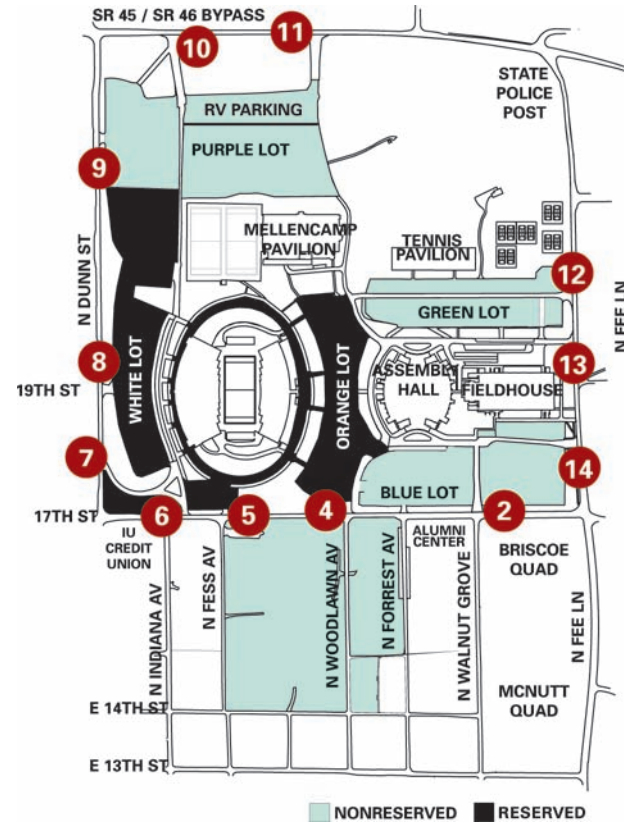 SR 45 / SR 46 BYPASS
11
10
STATE
POLICE
POST
RV PARKING
PURPLE LOT
9
MELLENCAMP
PAVILION
TENNIS
PAVILION
12
N DUNN ST
GREEN LOT
N FEE LN
8
WHITE LOT
ORANGE LOT
ASSEMBLY
HALL
FIELDHOUSE
13
19TH ST
7
14
BLUE LOT
17TH ST
6
5
4
2
IU
CREDIT
UNION
ALUMNI
CENTER
BRISCOE
QUAD
N INDIANA AV
N FESS AV
N WOODLAWN AV
N FORREST AV
N WALNUT GROVE
N FEE LN
MCNUTT
QUAD
E 14TH ST
E 13TH ST
NONRESERVED
RESERVED